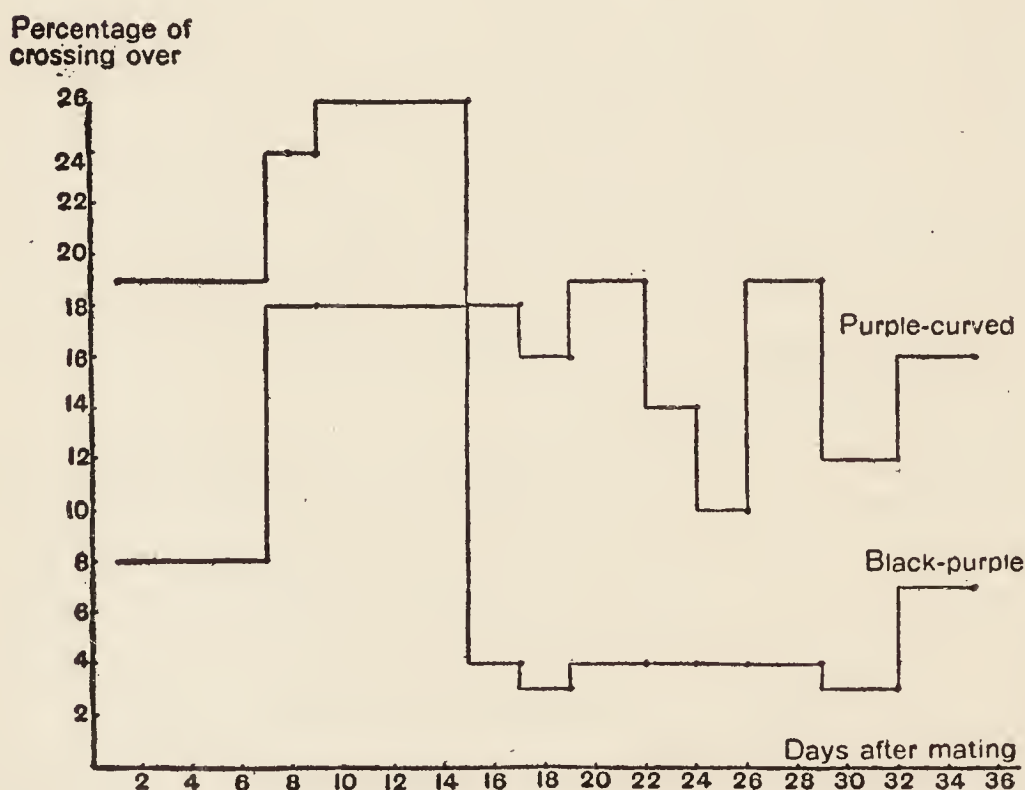 Percentage of
crossing over
26
24
22
20
18
16
14
12
10
8
6
4
2
Purple-curved
Black-purple
Days after mating
2 4 6 8 10 12 14 16 18 20 22 24 26 28 30 32 34 36